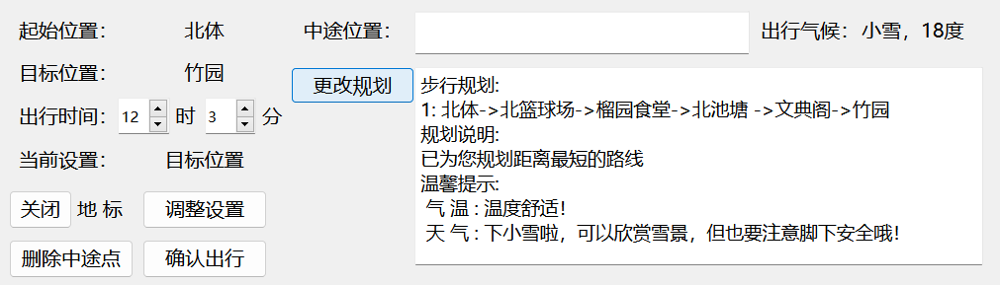 起始位置： 北体 中途位置： 出行气候：小雪，18度
目标位置： 竹园
更改规划
出行时间： 12 时 3 分
当前设置： 目标位置
关闭 地 标 调整设置
删除中途点 确认出行
步行规划:
1: 北体->北篮球场->榴园食堂->北池塘 ->文典阁->竹园
规划说明:
已为您规划距离最短的路线
温馨提示:
气 温 : 温度舒适！
天 气 : 下小雪啦，可以欣赏雪景，但也要注意脚下安全哦！